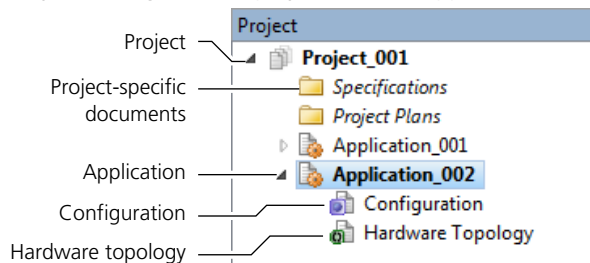 Project
Project
Project_001
Project-specific
documents
Specifications
Project Plans
Application_001
Application
Application_002
Configuration
Configuration
Hardware topology
Hardware Topology